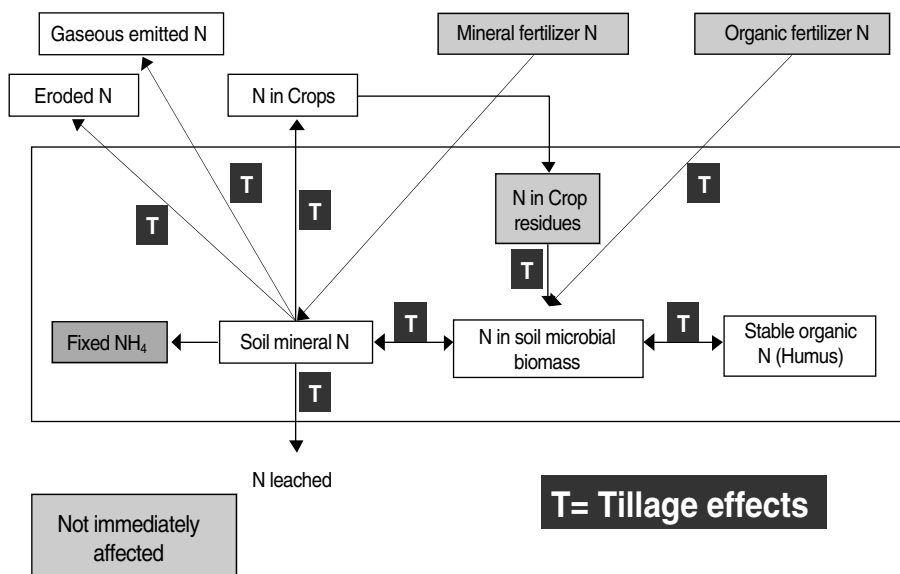 Gaseous emitted N
Mineral fertilizer N
Organic fertilizer N
Eroded N
N in Crops
T
T
T
T
N in Crop
residues
T
T
T
Fixed NH₄
Soil mineral N
N in soil microbial
biomass
Stable organic
N (Humus)
T
N leached
T= Tillage effects
Not immediately
affected